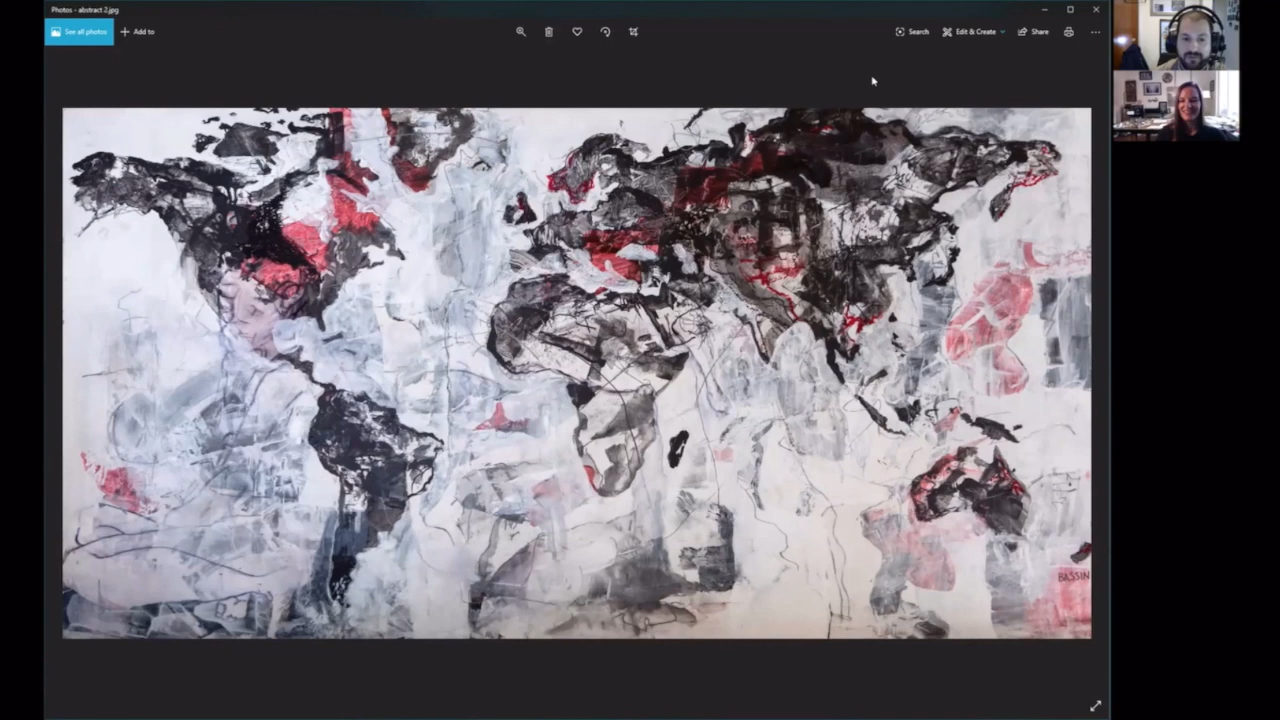 Photos - abstract 2.jpg
See all photos
Add to
Search
Edit & Create
Share
BASSIN